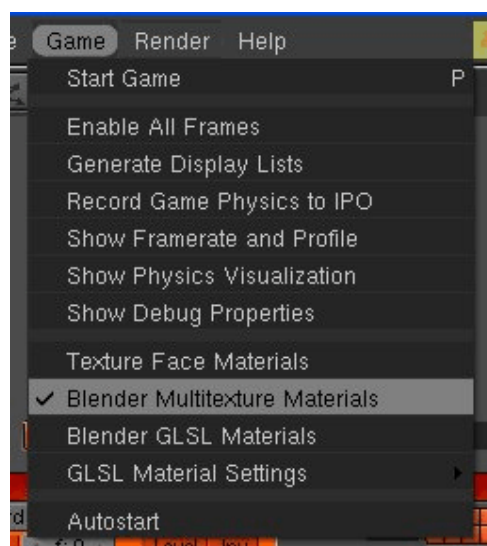 Game Render Help
Start Game P
Enable All Frames
Generate Display Lists
Record Game Physics to IPO
Show Framerate and Profile
Show Physics Visualization
Show Debug Properties
Texture Face Materials
Blender Multitexture Materials
Blender GLSL Materials
GLSL Material Settings
Autostart